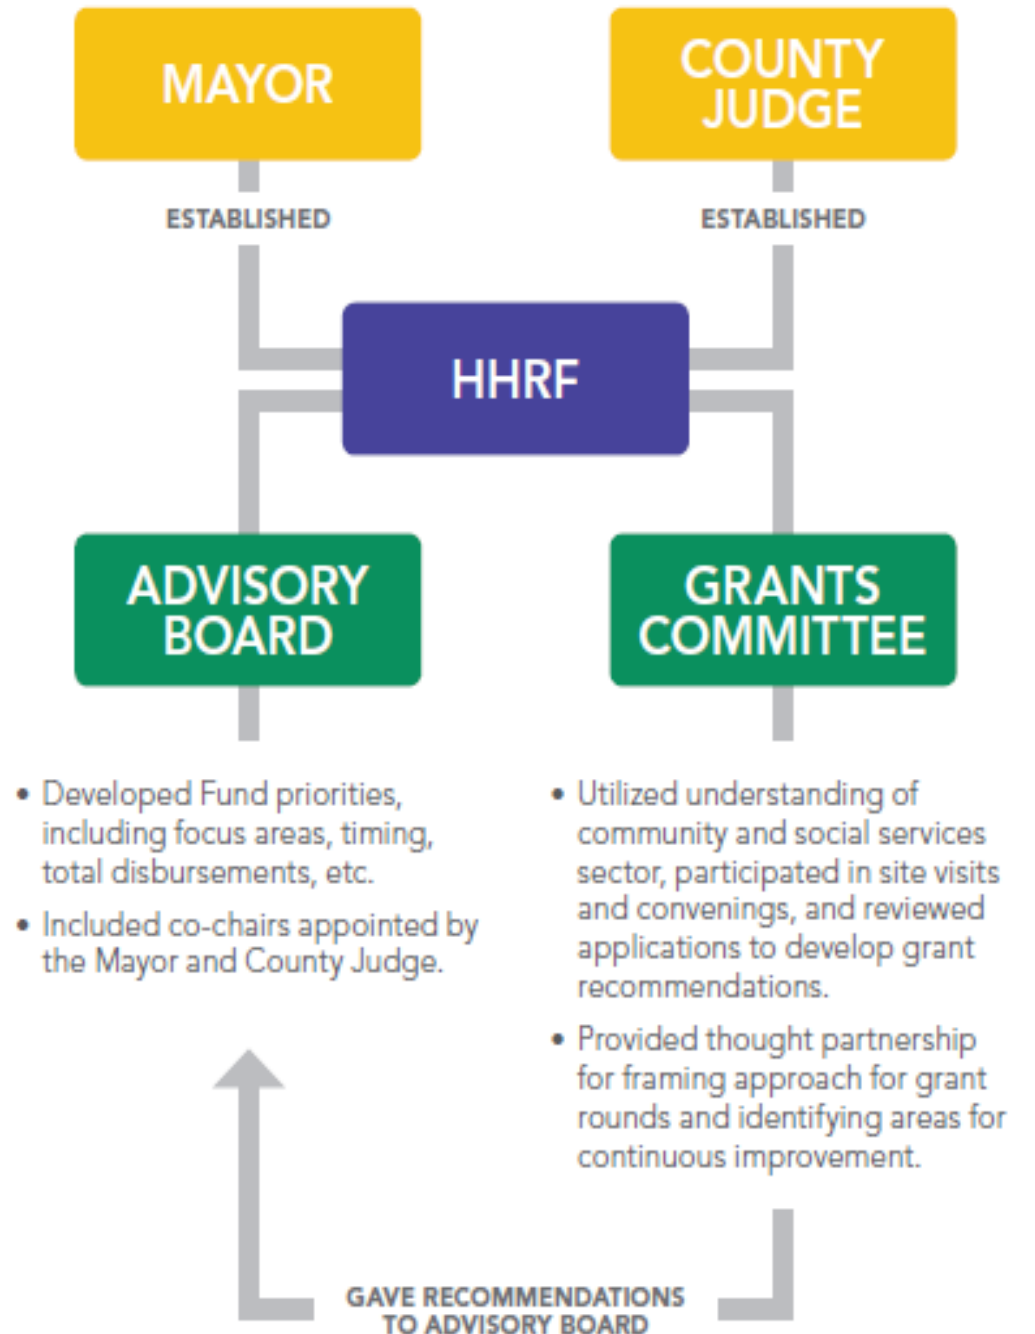 MAYOR
COUNTY
JUDGE
ESTABLISHED
ESTABLISHED
HHRF
ADVISORY
BOARD
GRANTS
COMMITTEE
• Developed Fund priorities,
including focus areas, timing,
total disbursements, etc.
• Included co-chairs appointed by
the Mayor and County Judge.
• Utilized understanding of
community and social services
sector, participated in site visits
and convenings, and reviewed
applications to develop grant
recommendations.
• Provided thought partnership
for framing approach for grant
rounds and identifying areas for
continuous improvement.
GAVE RECOMMENDATIONS
TO ADVISORY BOARD